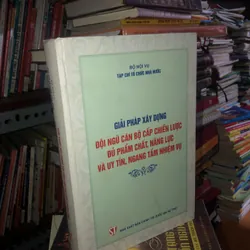 BỘ NỘI VỤ
TẠP CHÍ TỔ CHỨC NHÀ NƯỚC
GIẢI PHÁP XÂY DỰNG
ĐỘI NGŨ CÁN BỘ CẤP CHIẾN LƯỢC
ĐỦ PHẨM CHẤT, NĂNG LỰC
VÀ UY TÍN, NGANG TẦM NHIỆM VỤ